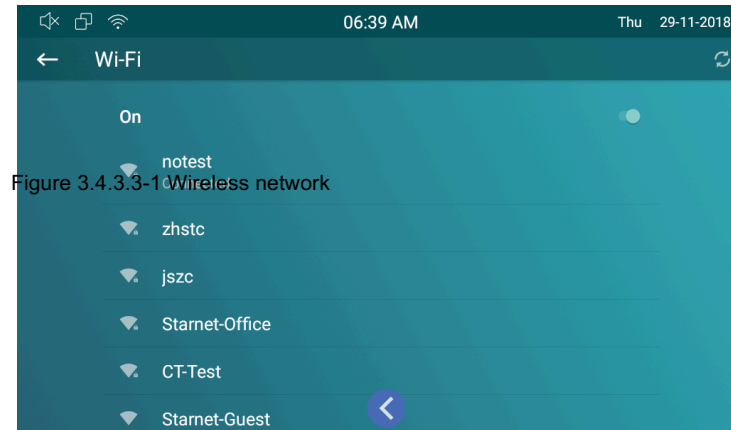 06:39 AM
Thu 29-11-2018
Wi-Fi
On
notest
Connected
Figure 3.4.3.3-1 Wireless network
zhstc
jszc
Starnet-Office
CT-Test
Starnet-Guest